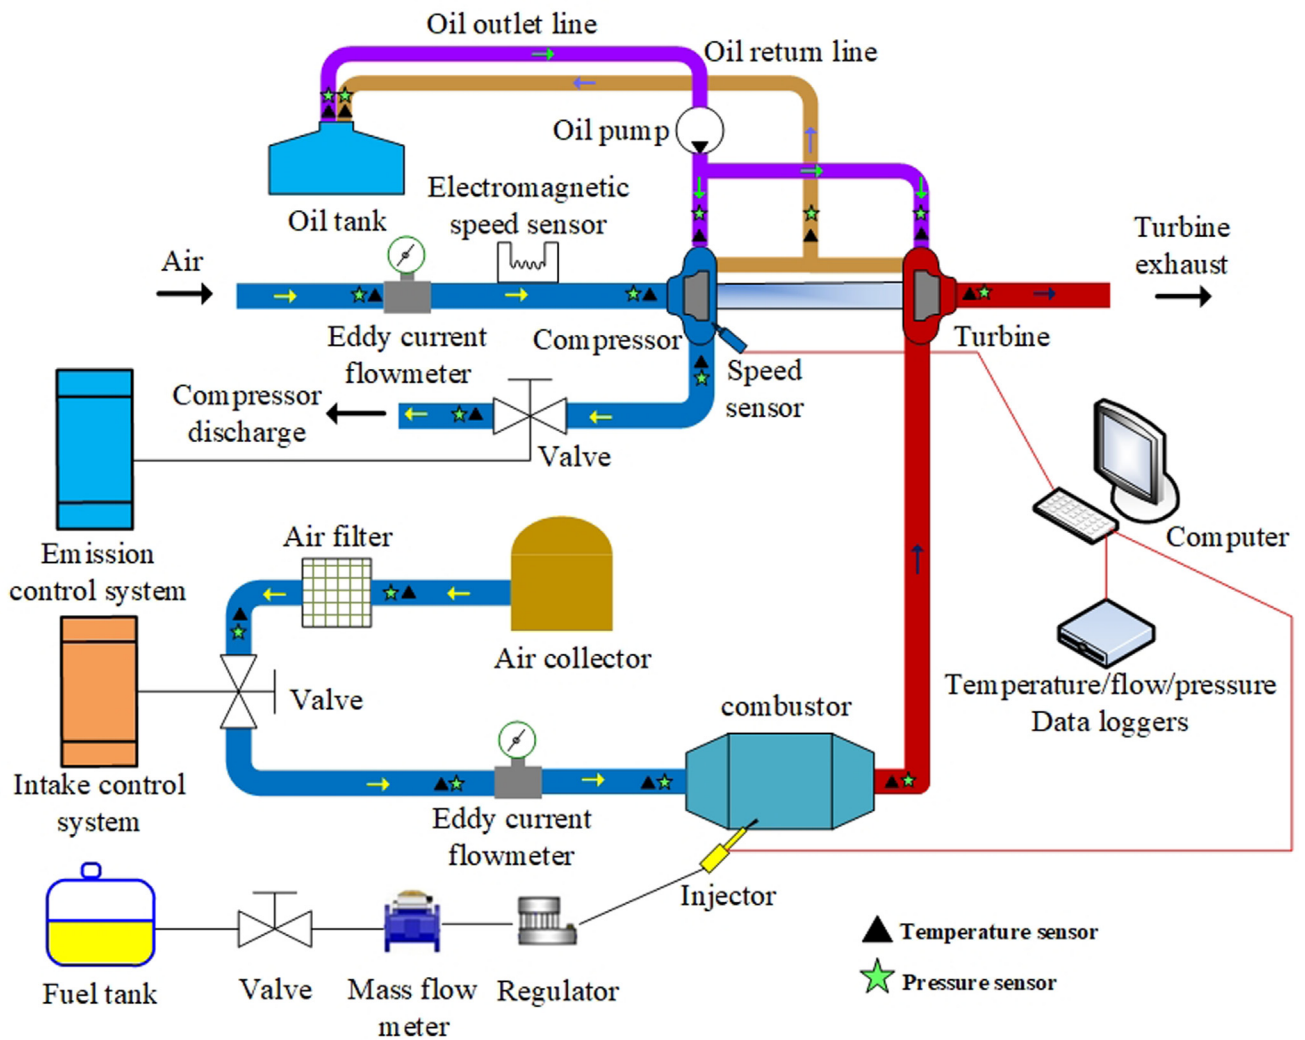 Oil outlet line
Oil return line
Oil pump
Electromagnetic
speed sensor
Oil tank
Turbine
exhaust
Air
Eddy current
flowmeter
Compressor
Turbine
Speed
sensor
Compressor
discharge
Valve
Emission
control system
Air filter
Computer
Air collector
Temperature/flow/pressure
Data loggers
Valve
combustor
Intake control
system
Eddy current
flowmeter
Injector
Temperature sensor
Pressure sensor
Fuel tank
Valve
Mass flow
meter
Regulator